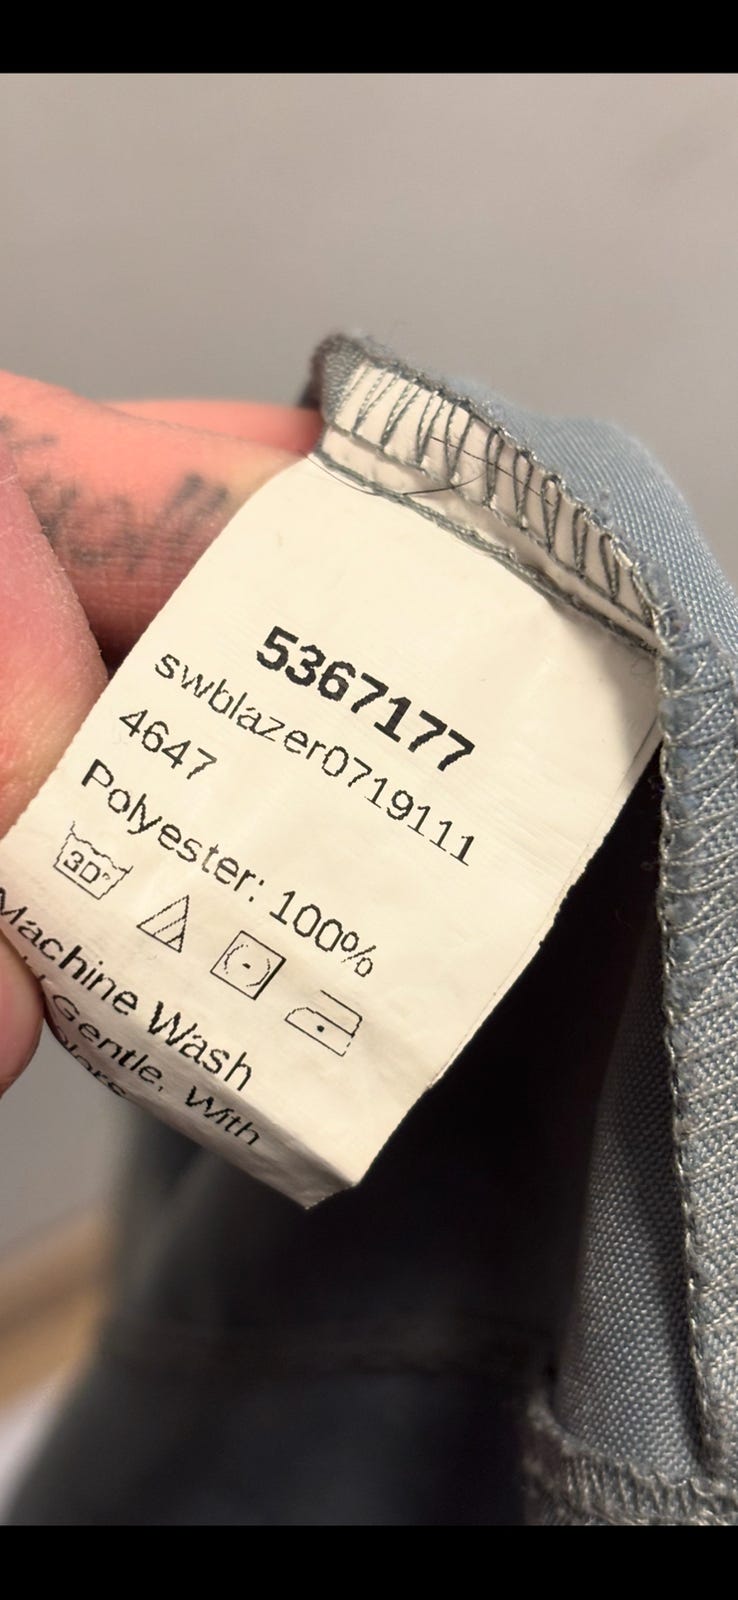 5367177
swblazer0719111
4647
Polyester: 100%
30°
Machine Wash
Gentle, With